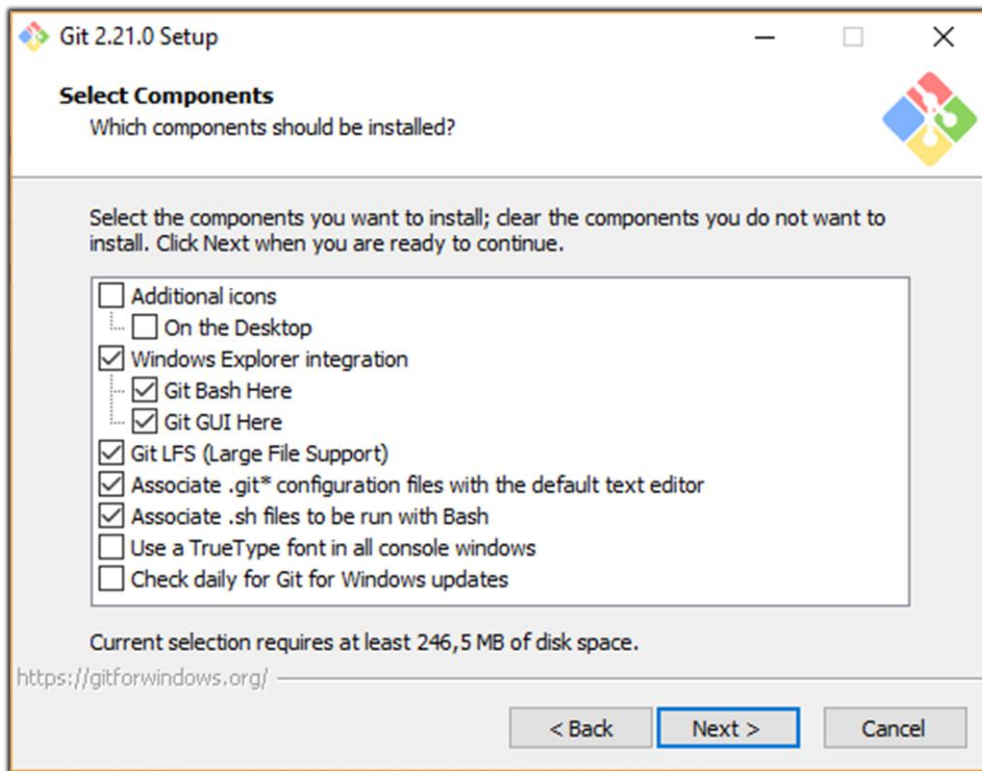 Git 2.21.0 Setup
Select Components
Which components should be installed?
Select the components you want to install; clear the components you do not want to
install. Click Next when you are ready to continue.
Additional icons
On the Desktop
Windows Explorer integration
Git Bash Here
Git GUI Here
Git LFS (Large File Support)
Associate .git* configuration files with the default text editor
Associate .sh files to be run with Bash
Use a TrueType font in all console windows
Check daily for Git for Windows updates
Current selection requires at least 246,5 MB of disk space.
https://gitforwindows.org/
< Back Next > Cancel